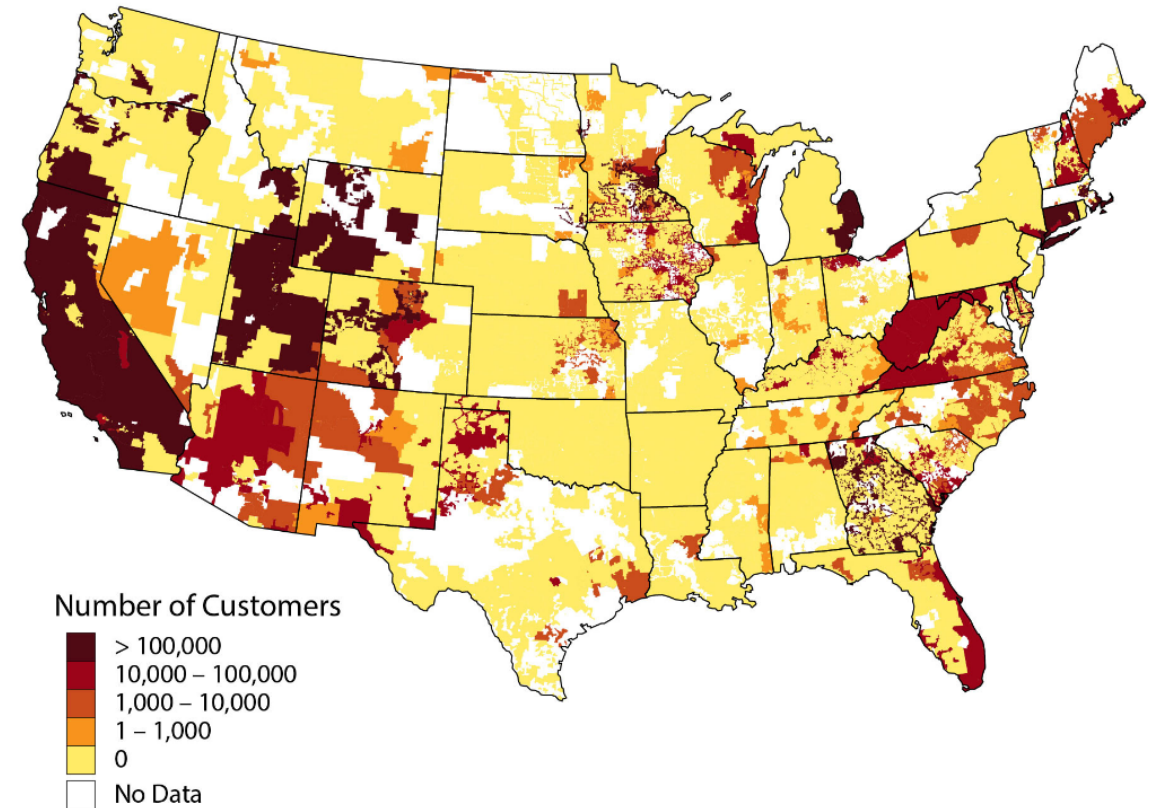 Number of Customers
> 100,000
10,000 – 100,000
1,000 – 10,000
1 – 1,000
0
No Data